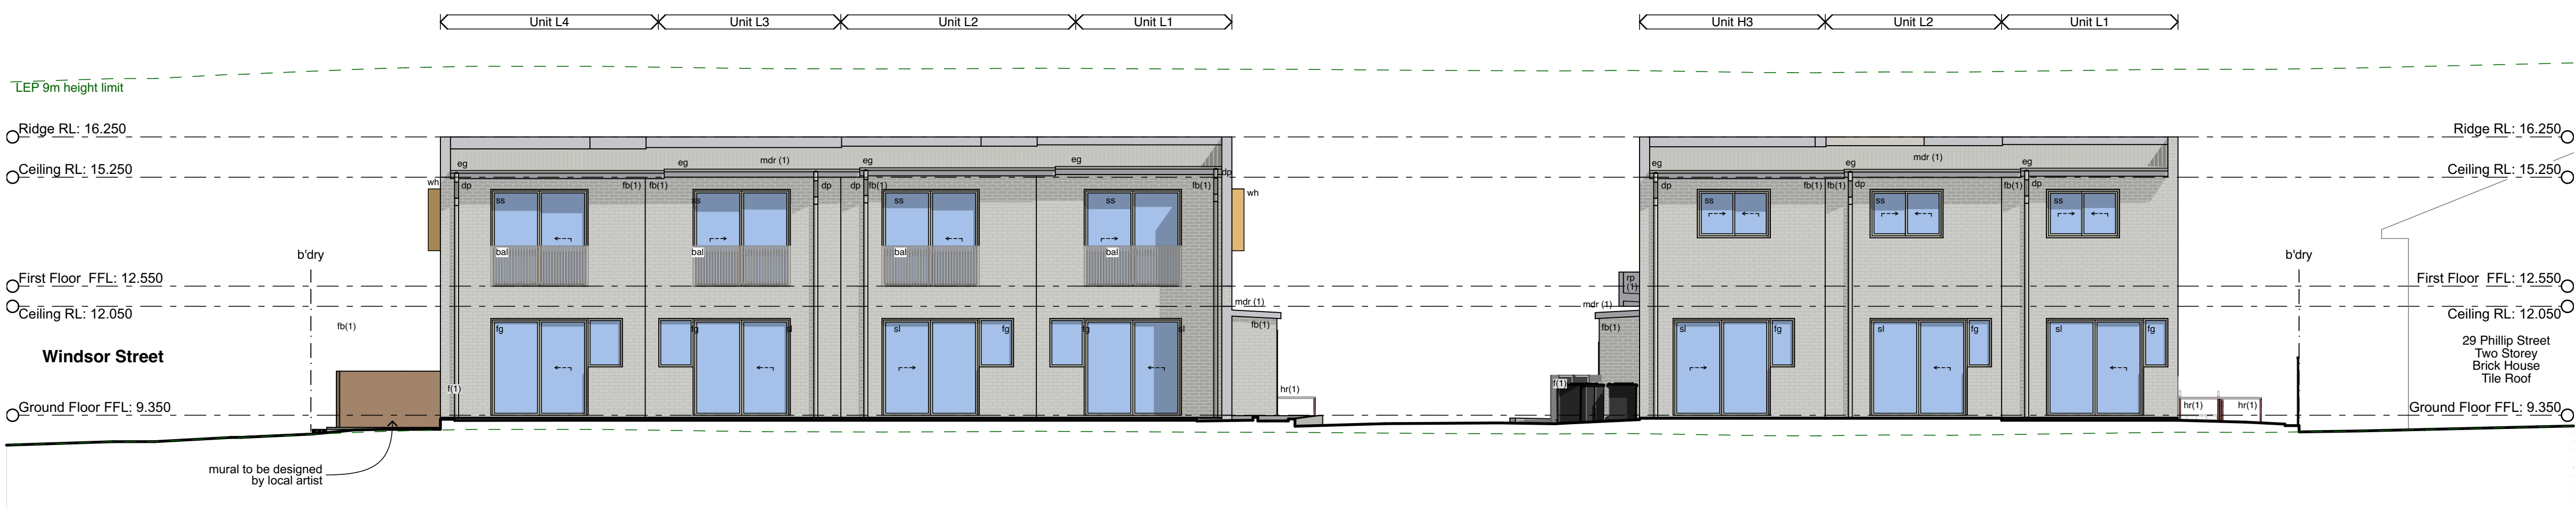 Unit L4
Unit L3
Unit L2
Unit L1
Unit H3
Unit L2
Unit L1
LEP 9m height limit
Ridge RL: 16.250
Ridge RL: 16.250
Ceiling RL: 15.250
Ceiling RL: 15.250
eg
eg
mdr (1)
eg
eg
eg
eg
mdr (1)
eg
wh
dp
fb(1)
fb(1)
dp
dp
fb(1)
fb(1)
dp
wh
dp
fb(1)
fb(1)
dp
fb(1)
dp
ss
ss
ss
ss
ss
ss
ss
bal
bal
bal
bal
b'dry
b'dry
First Floor FFL: 12.550
First Floor FFL: 12.550
rp
(1)
mdr (1)
mdr (1)
Ceiling RL: 12.050
Ceiling RL: 12.050
fb(1)
fb(1)
fb(1)
fg
fg
sl
sl
fg
fg
sl
sl
fg
sl
fg
sl
fg
Windsor Street
29 Phillip Street
Two Storey
Brick House
Tile Roof
f(1)
hr(1)
f(1)
hr(1)
hr(1)
Ground Floor FFL: 9.350
Ground Floor FFL: 9.350
mural to be designed
by local artist